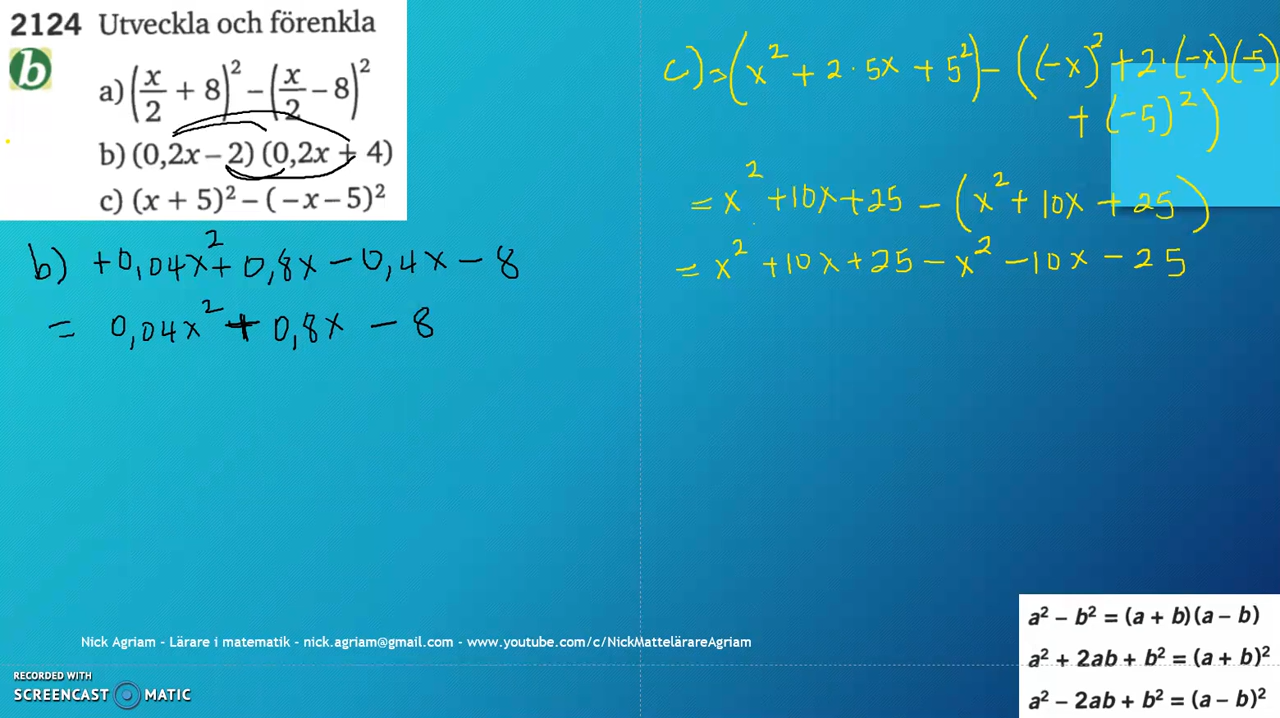 2124 Utveckla och förenkla
b
a) (x/2 + 8)² − (x/2 − 8)²
b) (0,2x − 2) (0,2x + 4)
c) (x + 5)² − (−x − 5)²
b) +0,04x² + 0,8x − 0,4x − 8
= 0,04x² + 0,8x − 8
c) = (x² + 2·5x + 5²) − ((−x)² + 2·(−x)(−5)
+ (−5)²)
= x² + 10x + 25 − (x² + 10x + 25)
= x² + 10x + 25 − x² − 10x − 25
Nick Agriam - Lärare i matematik - nick.agriam@gmail.com - www.youtube.com/c/NickMattelärareAgriam
RECORDED WITH
SCREENCAST MATIC
a² − b² = (a + b)(a − b)
a² + 2ab + b² = (a + b)²
a² − 2ab + b² = (a − b)²